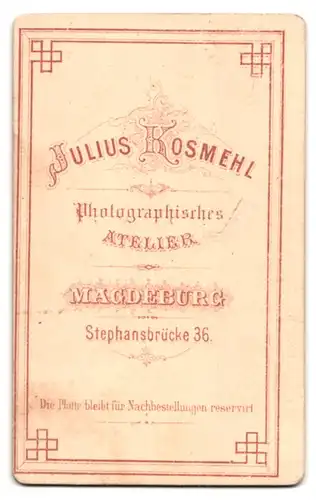 Julius Kosmehl
Photographisches
Atelier
Magdeburg
Stephansbrücke 36.
Die Platte bleibt für Nachbestellungen reservirt